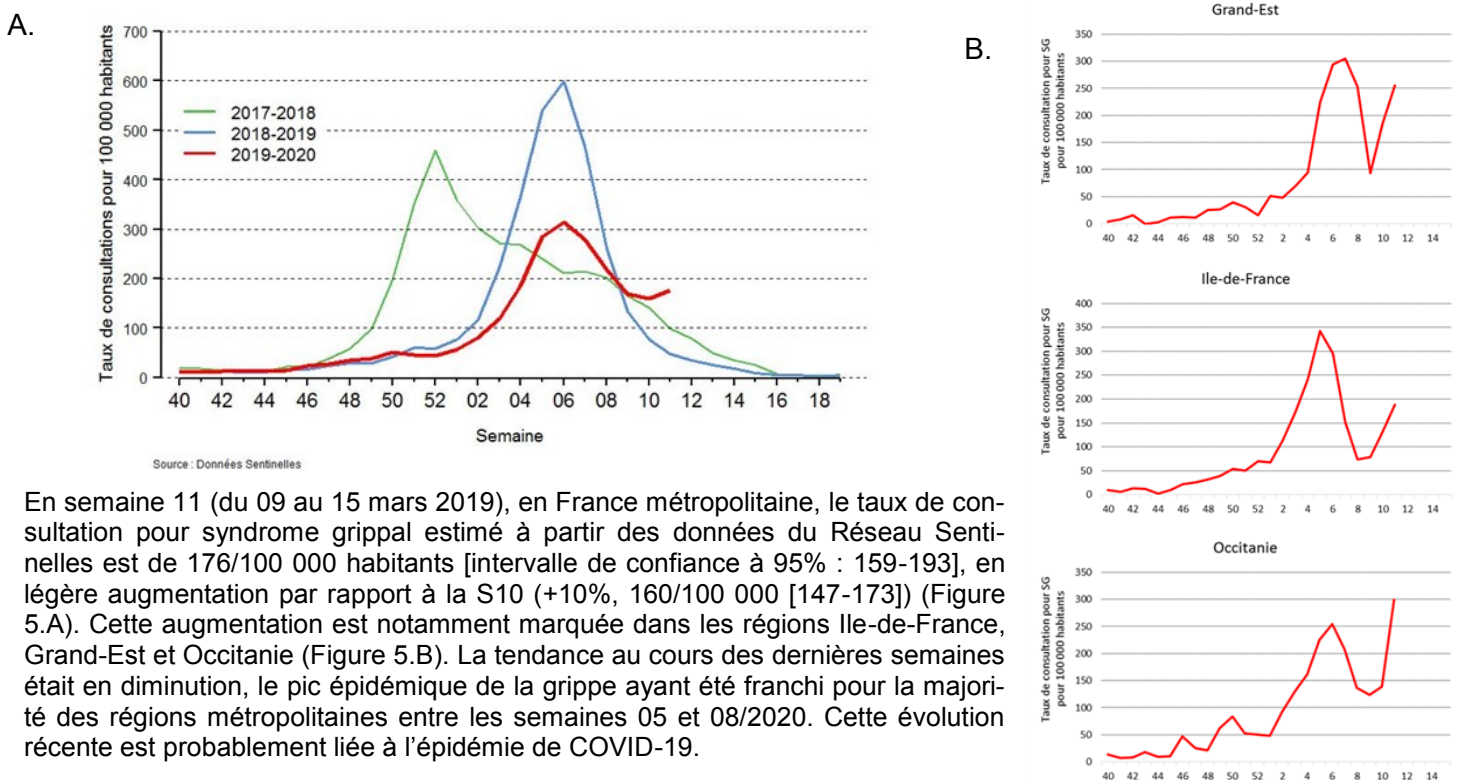 A.
Taux de consultations pour 100 000 habitants
700
600
500
400
300
200
100
0
2017-2018
2018-2019
2019-2020
40 42 44 46 48 50 52 02 04 06 08 10 12 14 16 18
Semaine
Source : Données Sentinelles
En semaine 11 (du 09 au 15 mars 2019), en France métropolitaine, le taux de con-
sultation pour syndrome grippal estimé à partir des données du Réseau Senti-
nelles est de 176/100 000 habitants [intervalle de confiance à 95% : 159-193], en
légère augmentation par rapport à la S10 (+10%, 160/100 000 [147-173]) (Figure
5.A). Cette augmentation est notamment marquée dans les régions Ile-de-France,
Grand-Est et Occitanie (Figure 5.B). La tendance au cours des dernières semaines
était en diminution, le pic épidémique de la grippe ayant été franchi pour la majori-
té des régions métropolitaines entre les semaines 05 et 08/2020. Cette évolution
récente est probablement liée à l'épidémie de COVID-19.
B.
Grand-Est
Taux de consultation pour SG
pour 100 000 habitants
350
300
250
200
150
100
50
0
40 42 44 46 48 50 52 2 4 6 8 10 12 14
Ile-de-France
Taux de consultation pour SG
pour 100 000 habitants
400
350
300
250
200
150
100
50
0
40 42 44 46 48 50 52 2 4 6 8 10 12 14
Occitanie
Taux de consultation pour SG
pour 100 000 habitants
350
300
250
200
150
100
50
0
40 42 44 46 48 50 52 2 4 6 8 10 12 14